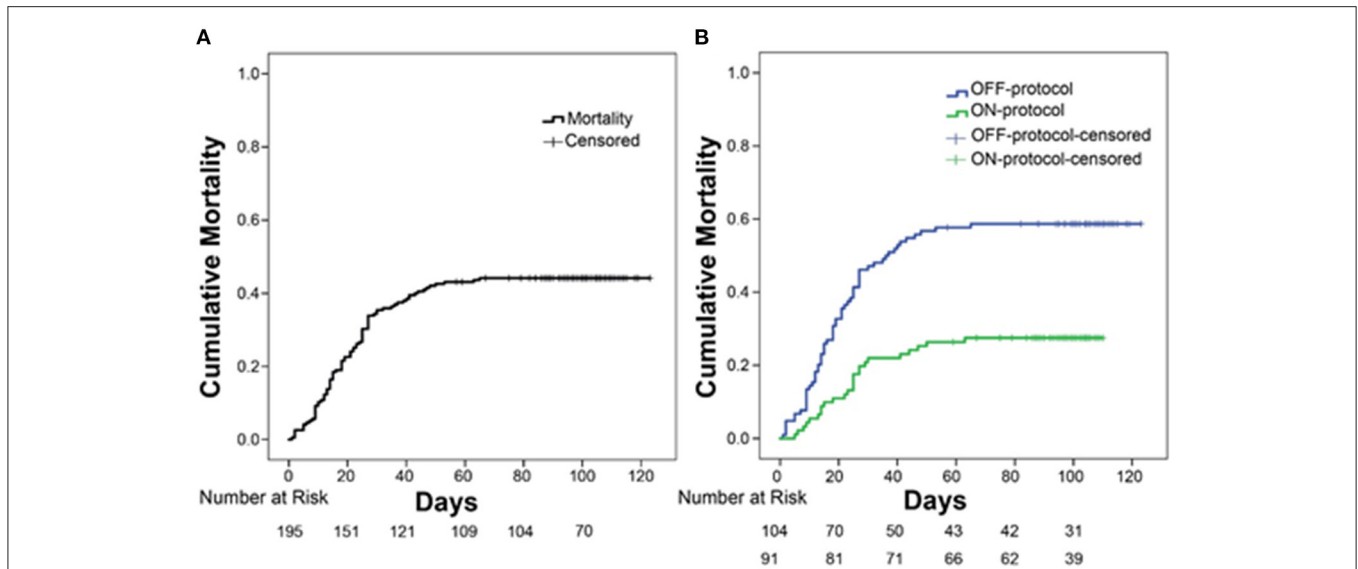 A
Cumulative Mortality
1.0
0.8
0.6
0.4
0.2
0.0
Mortality
Censored
0 20 40 60 80 100 120
Number at Risk
Days
195 151 121 109 104 70
B
Cumulative Mortality
1.0
0.8
0.6
0.4
0.2
0.0
OFF-protocol
ON-protocol
OFF-protocol-censored
ON-protocol-censored
0 20 40 60 80 100 120
Number at Risk
Days
104 70 50 43 42 31
91 81 71 66 62 39